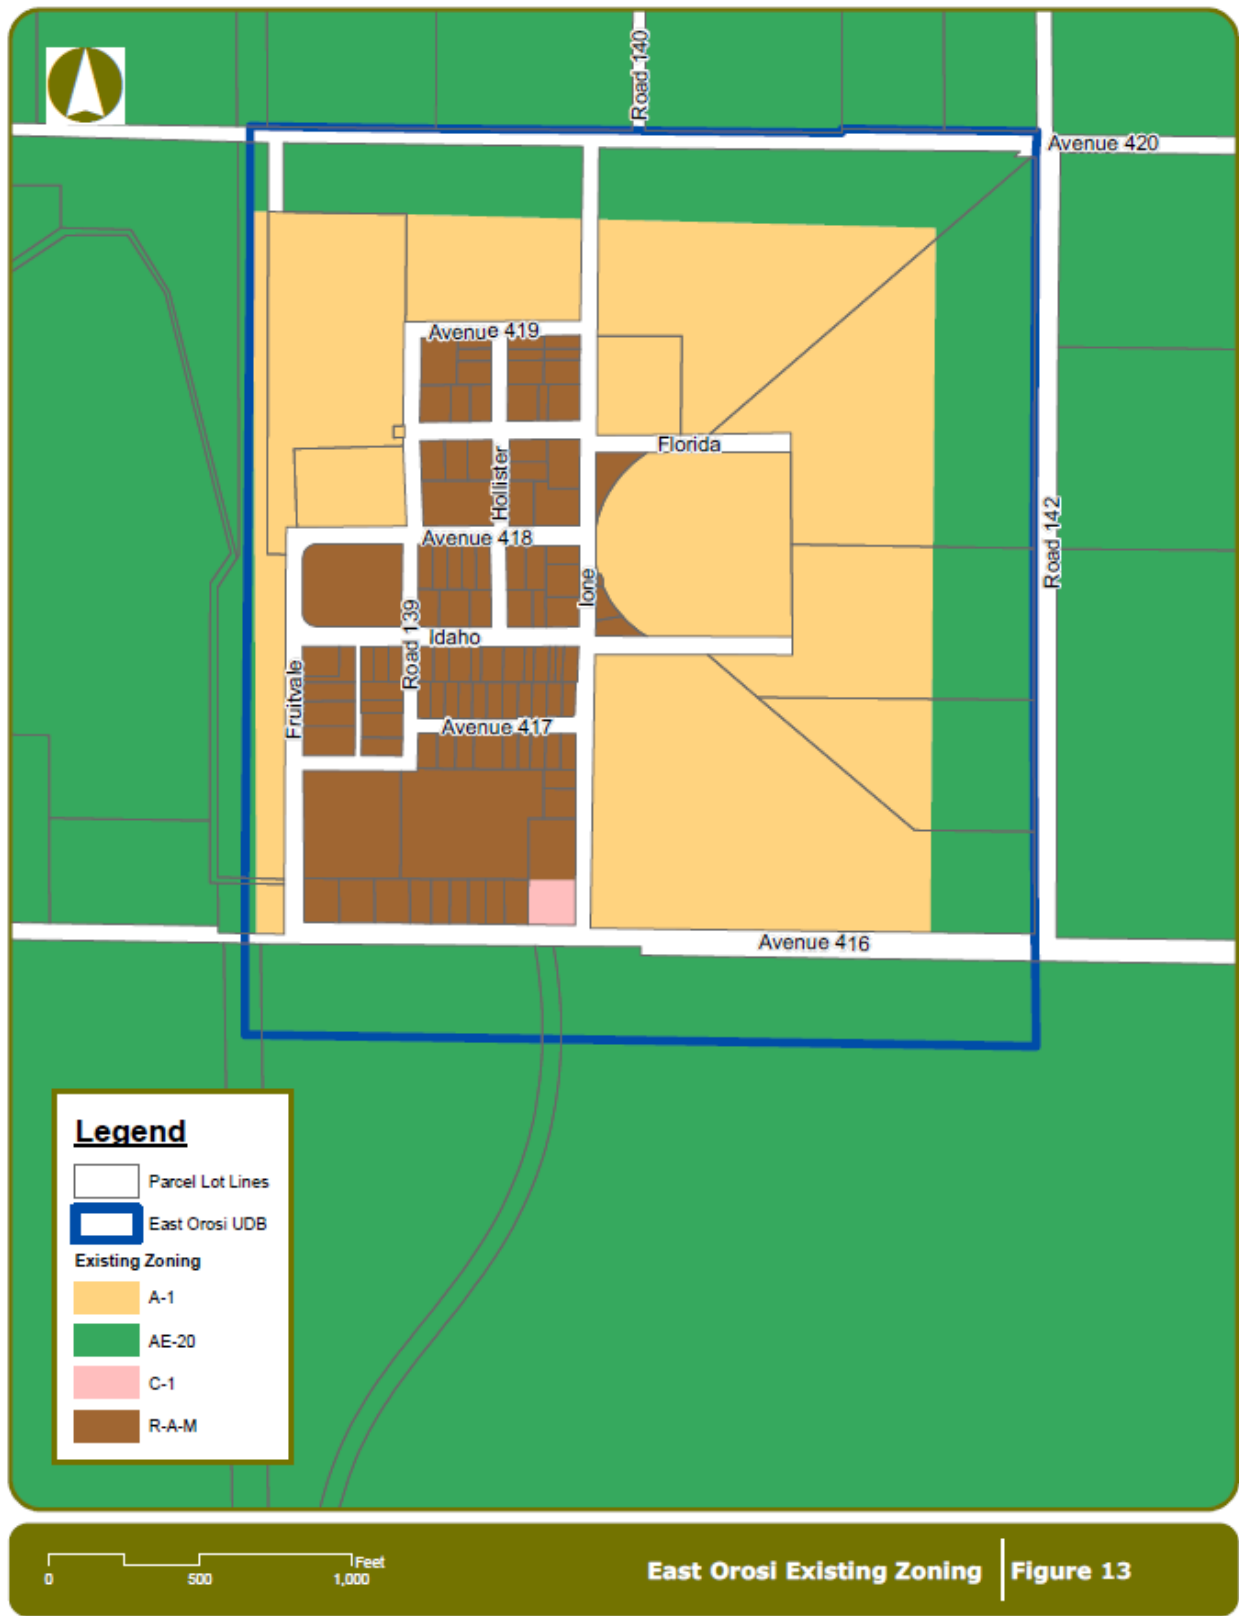 Road 140
Avenue 420
Avenue 419
Florida
Hollister
Avenue 418
Road 142
Ione
Road 139
Idaho
Fruitvale
Avenue 417
Avenue 416
Legend
Parcel Lot Lines
East Orosi UDB
Existing Zoning
A-1
AE-20
C-1
R-A-M
Feet
0 500 1,000
East Orosi Existing Zoning Figure 13